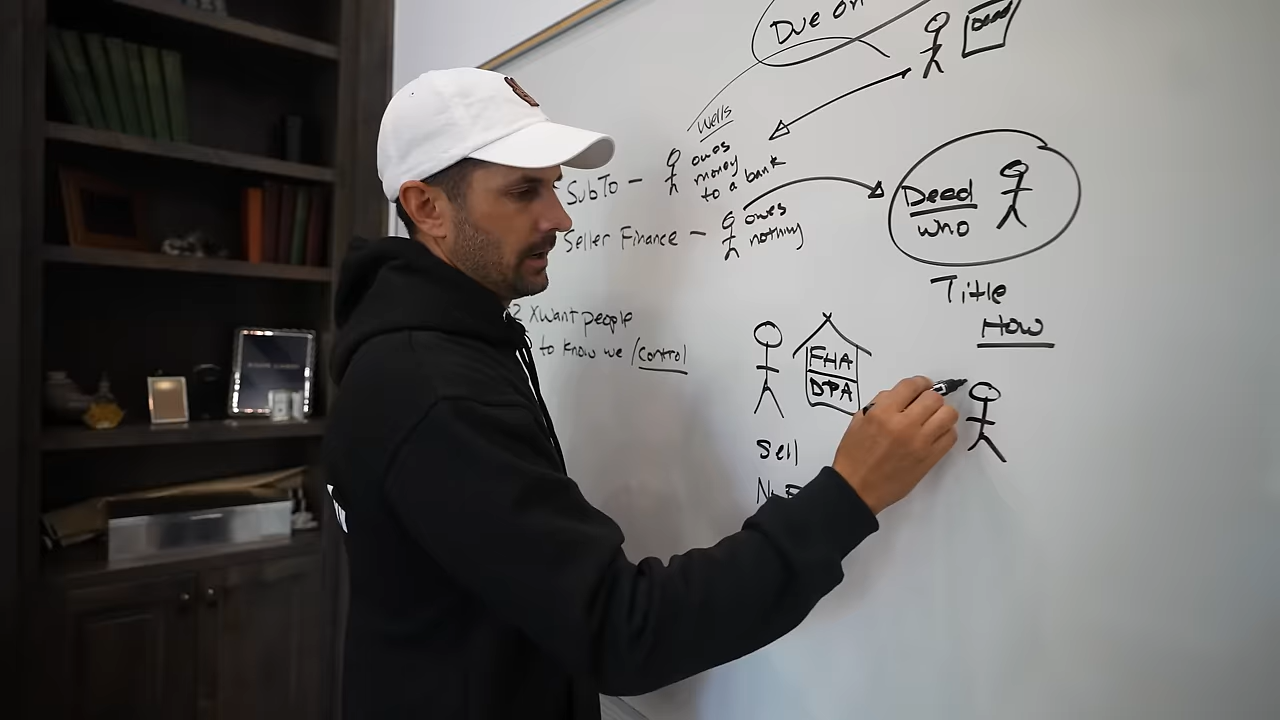 Due On
Deed
Wells
SubTo - owes
money
to a bank
Seller Finance - owes
nothing
Deed
who
Title
How
2 X Want people
to know we /control
FHA
DPA
Sell